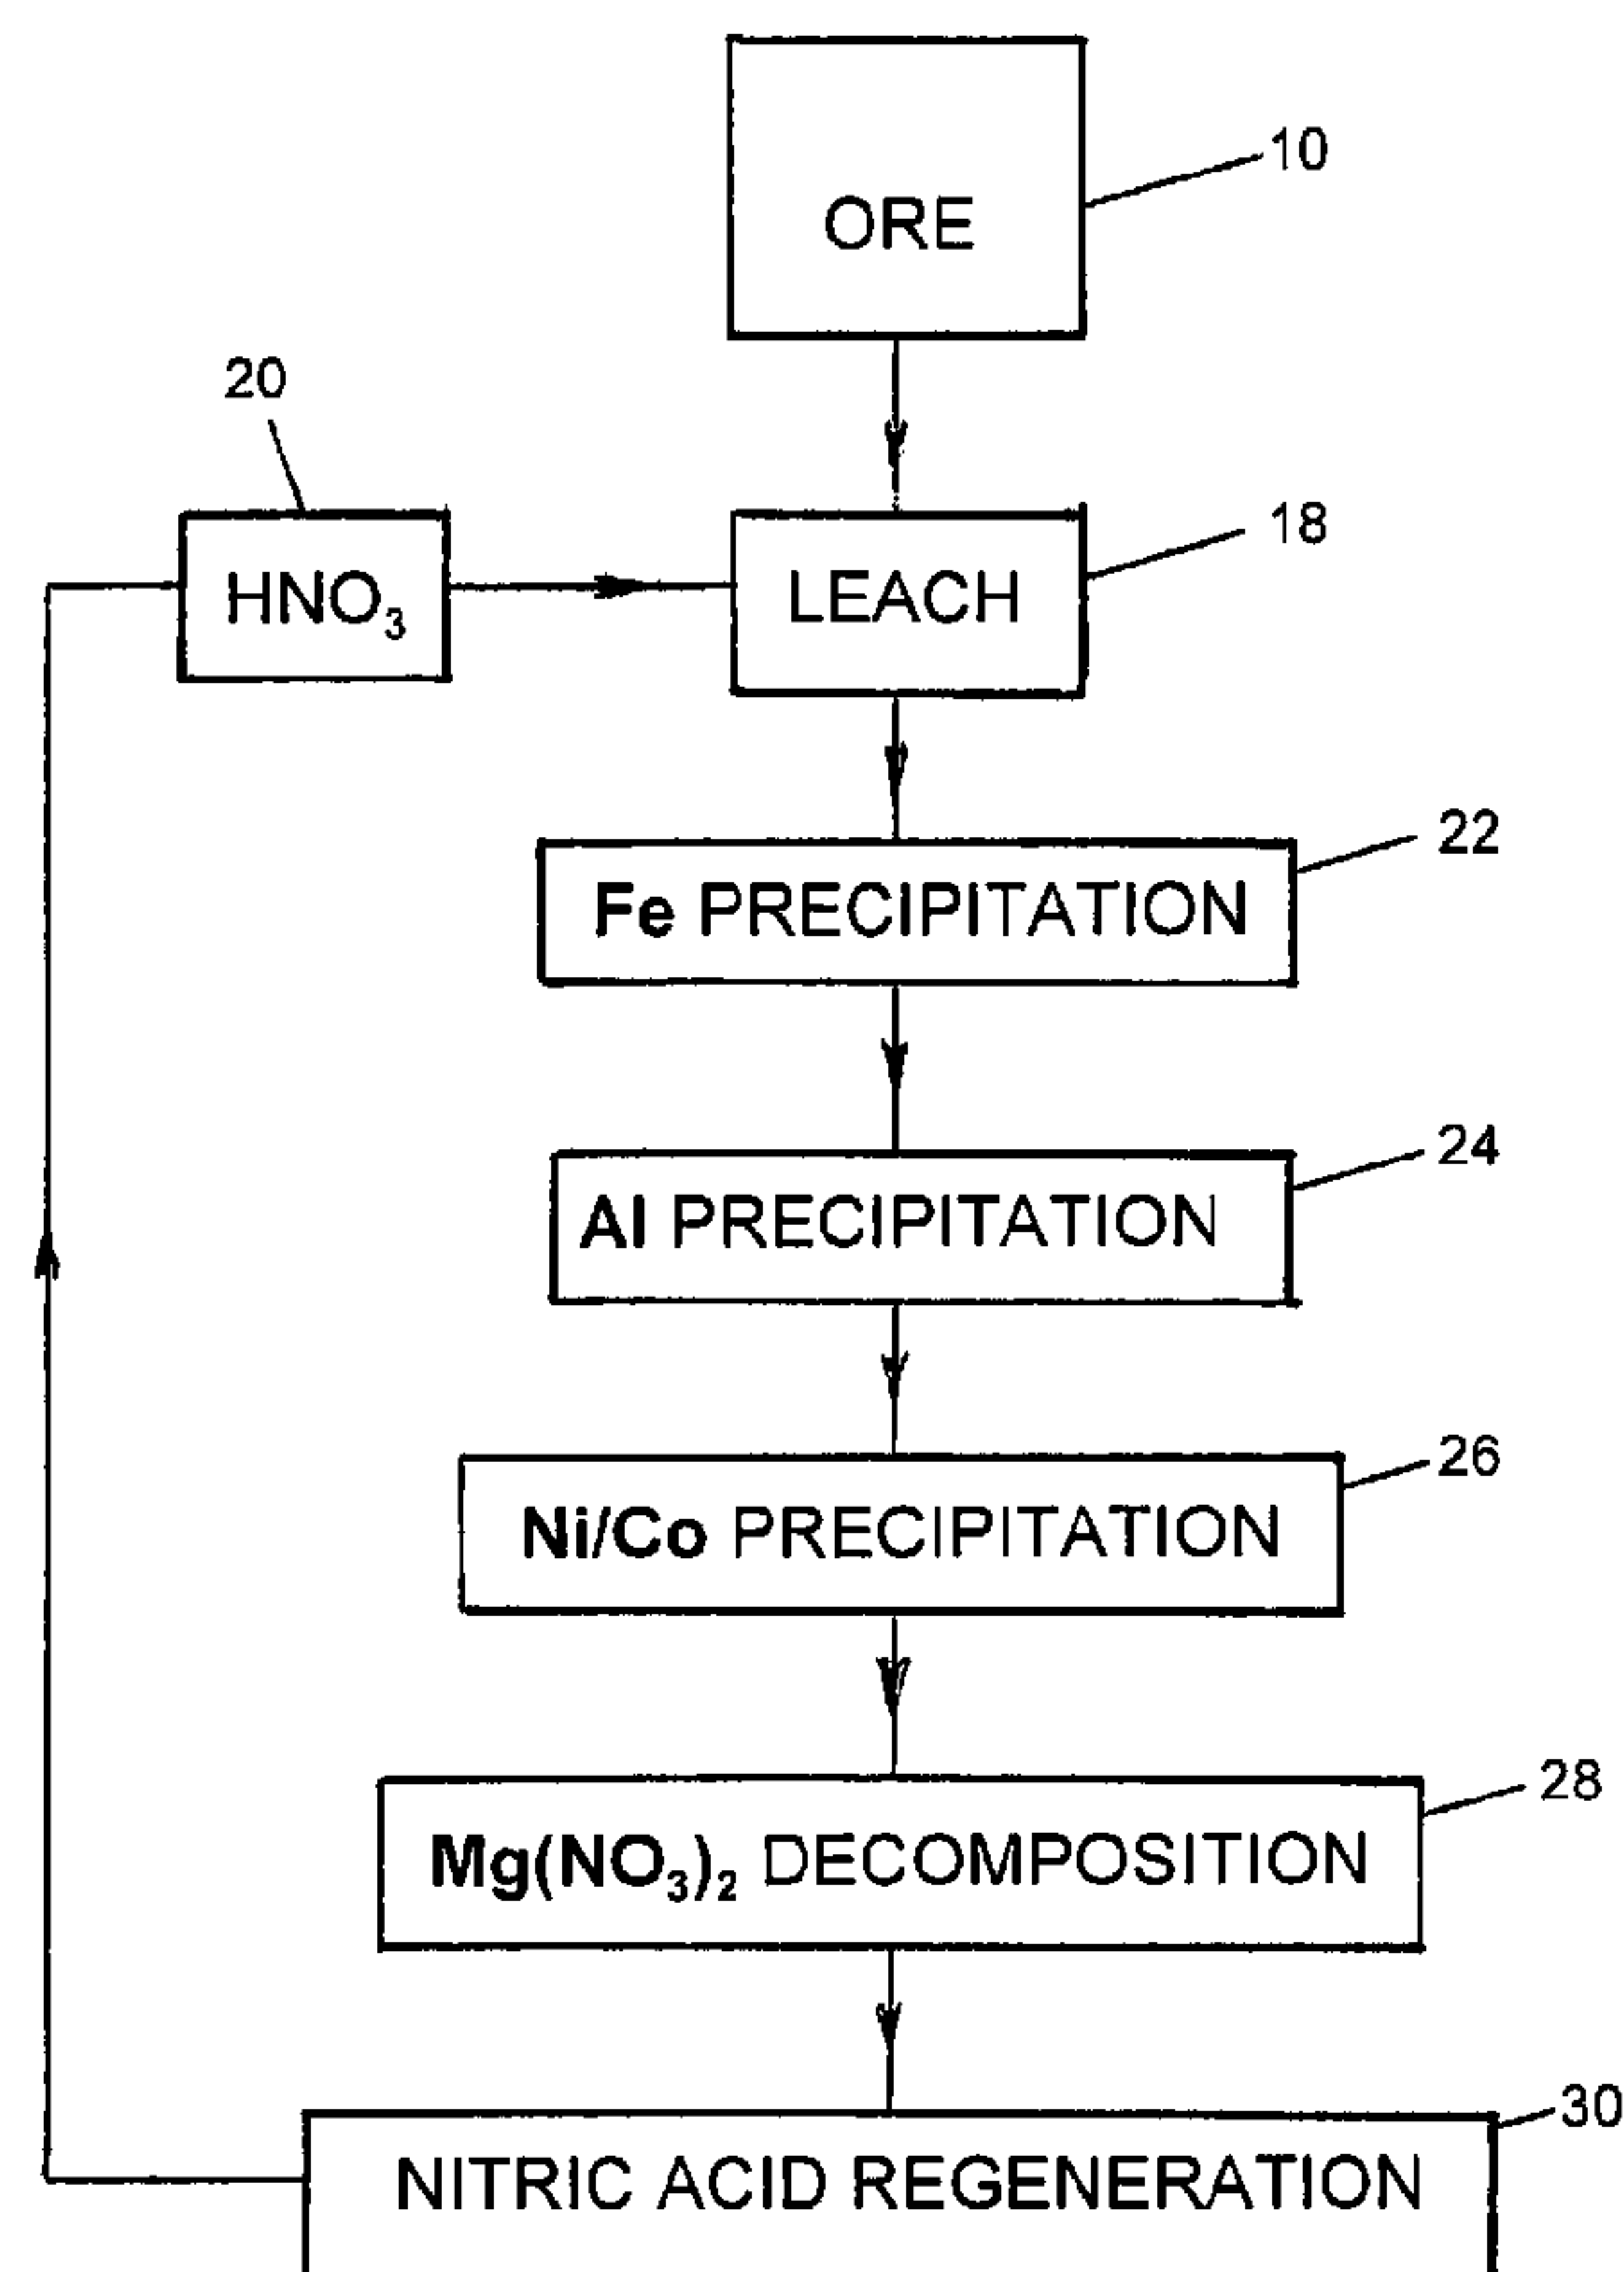 10
ORE
20
18
HNO₃
LEACH
22
Fe PRECIPITATION
24
Al PRECIPITATION
26
Ni/Co PRECIPITATION
28
Mg(NO₃)₂ DECOMPOSITION
30
NITRIC ACID REGENERATION